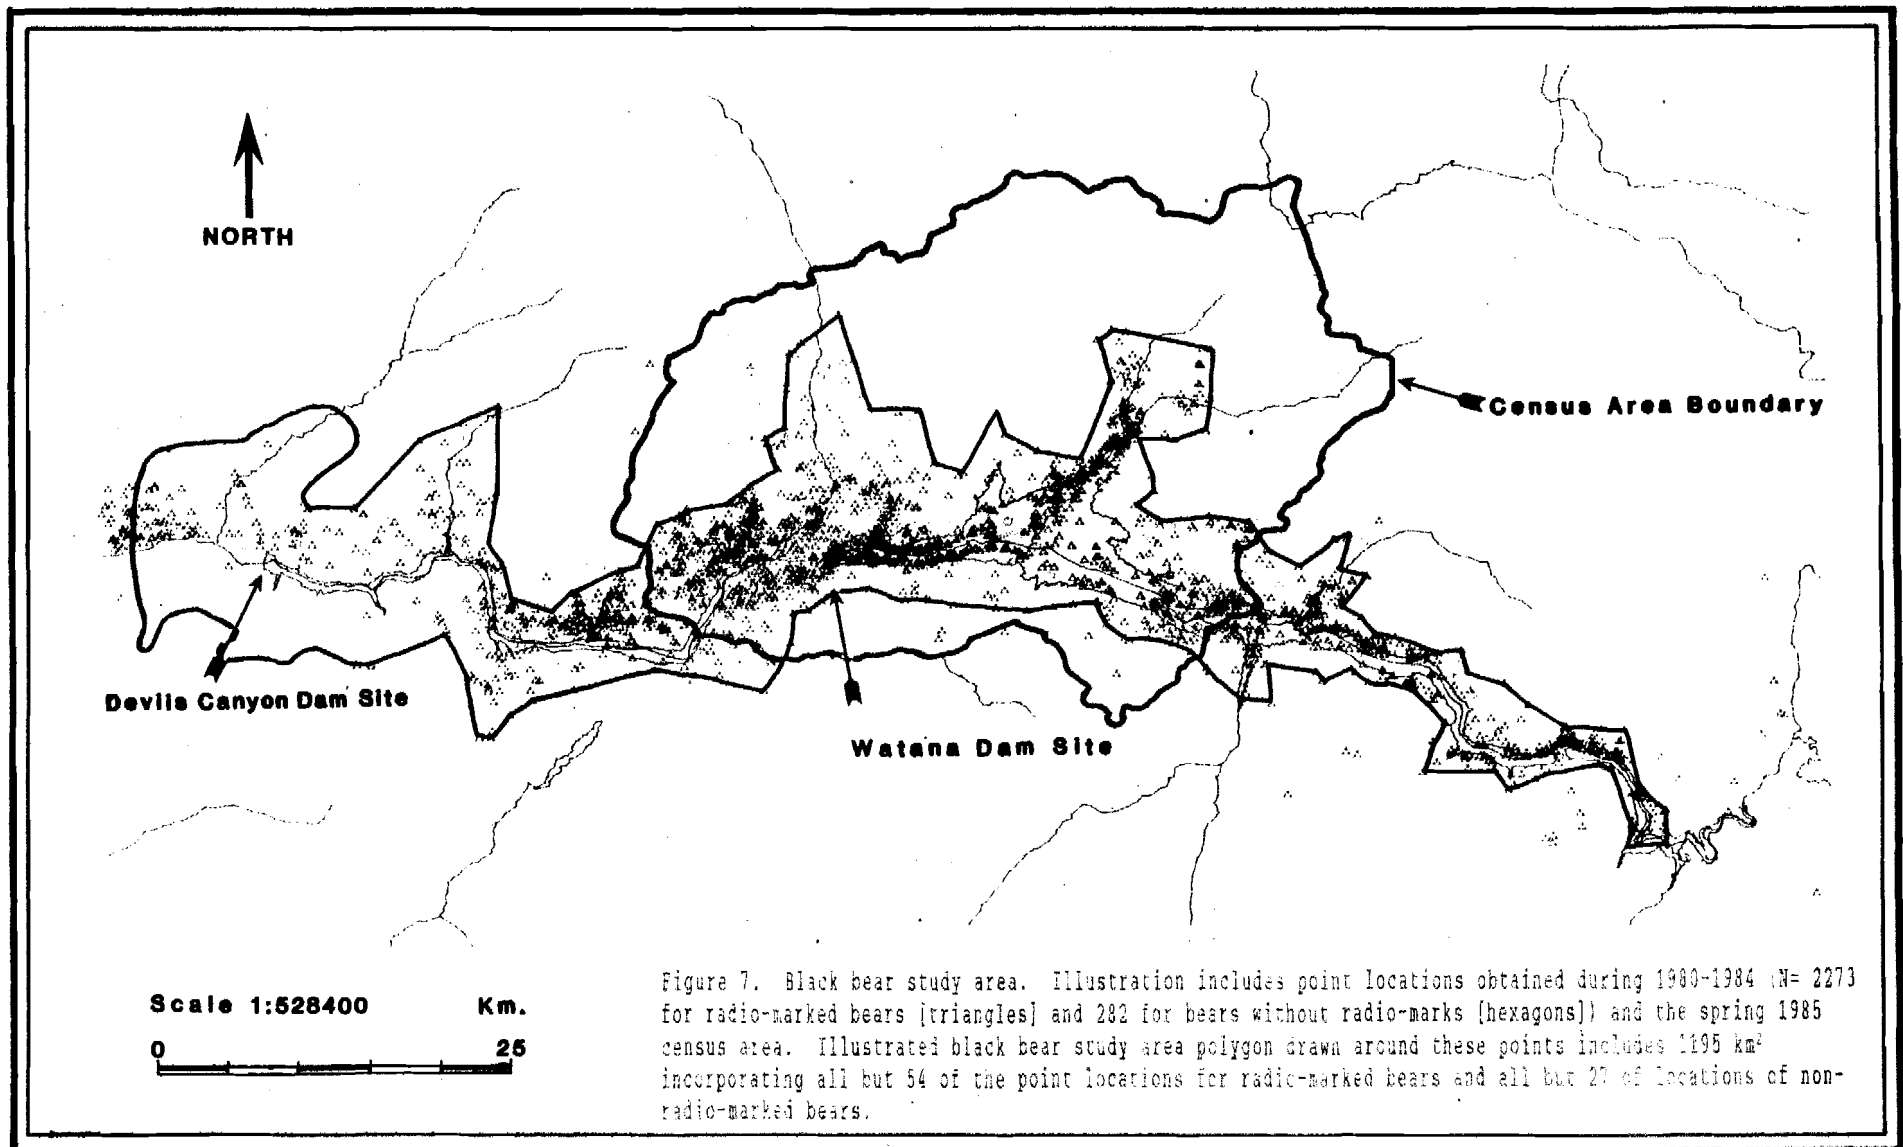 NORTH
Census Area Boundary
Devils Canyon Dam Site
Watana Dam Site
Scale 1:528400 Km.
0 25
Figure 7. Black bear study area. Illustration includes point locations obtained during 1980-1984 (N= 2273
for radio-marked bears [triangles] and 282 for bears without radio-marks [hexagons]) and the spring 1985
census area. Illustrated black bear study area polygon drawn around these points includes km²
incorporating all but 54 of the point locations for radio-marked bears and all but 27 of locations of non-
radio-marked bears.